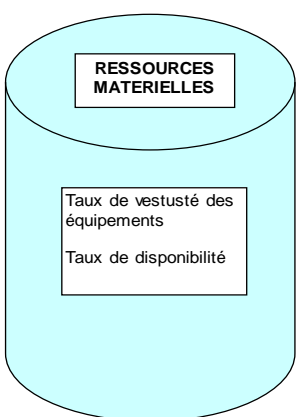 RESSOURCES
MATERIELLES
Taux de vestusté des
équipements
Taux de disponibilité